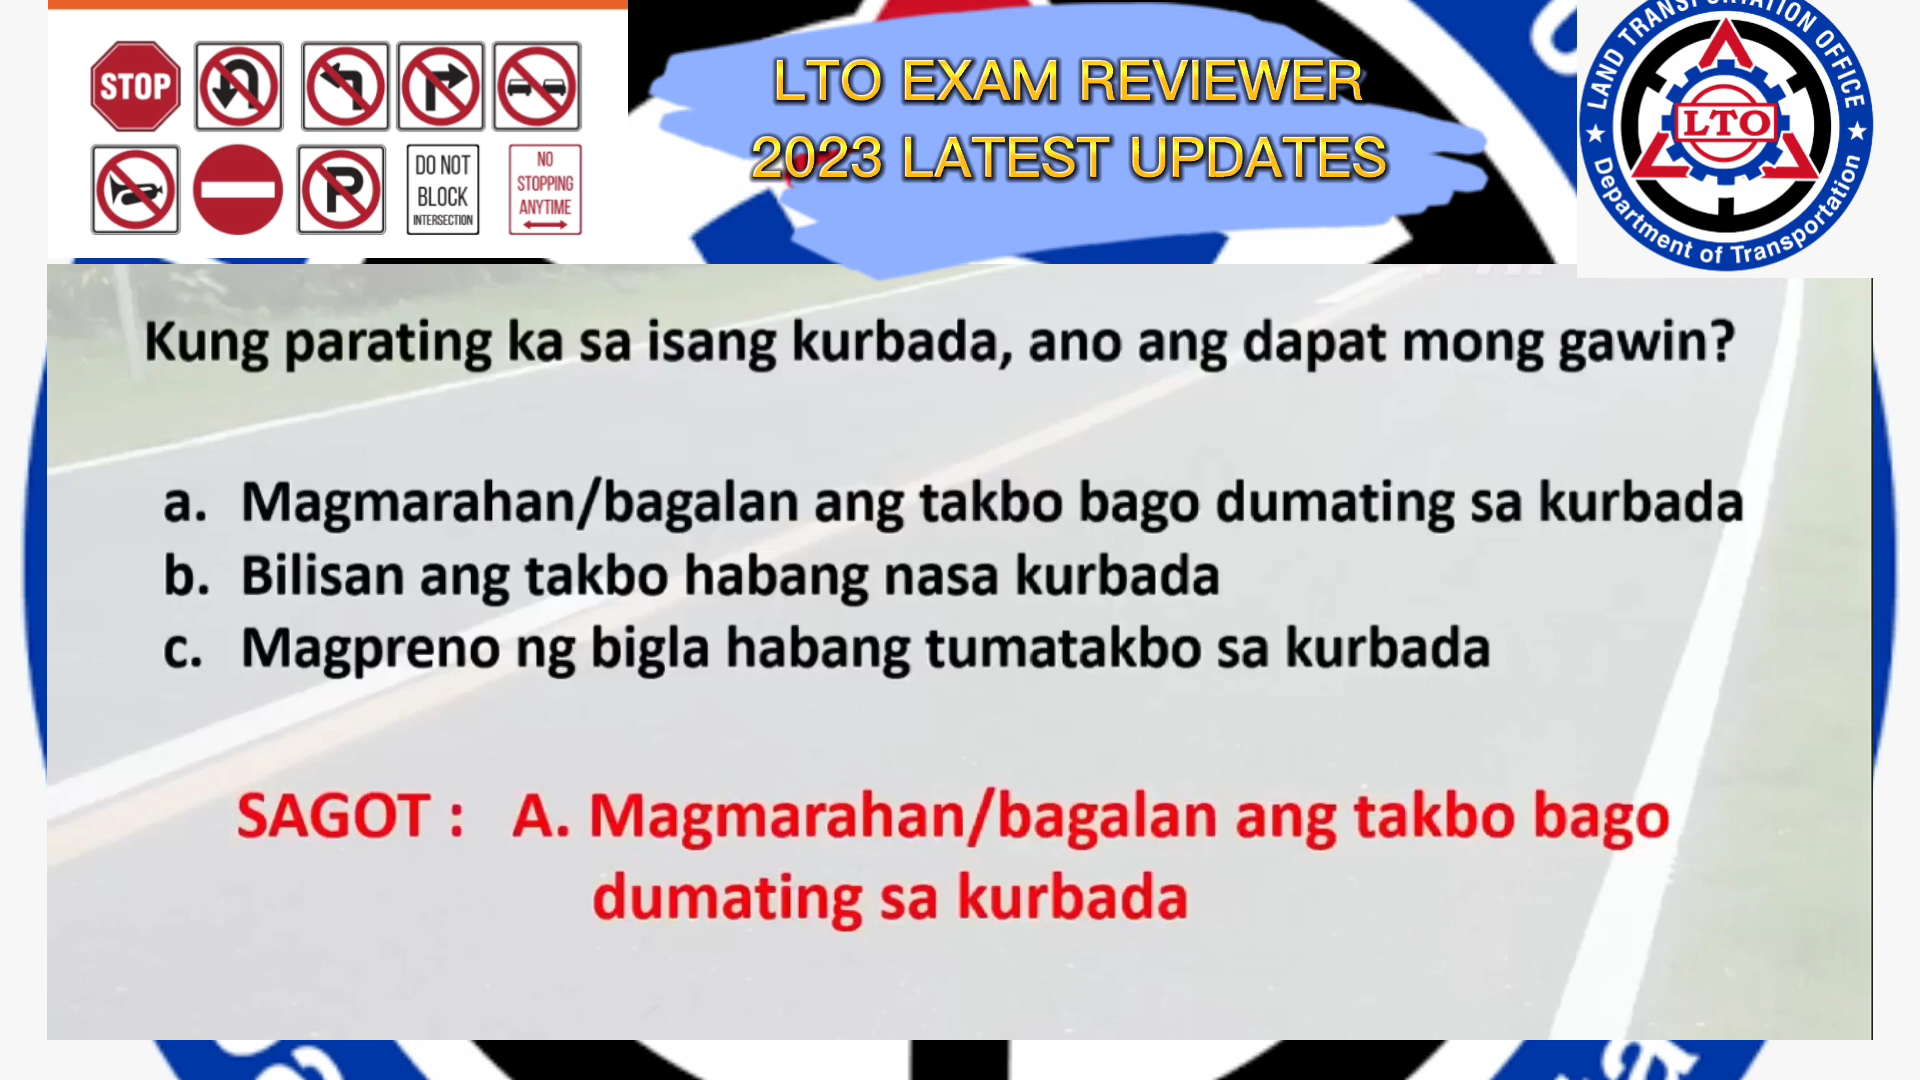 STOP
DO NOT
BLOCK
INTERSECTION
NO
STOPPING
ANYTIME
P
LTO EXAM REVIEWER
2023 LATEST UPDATES
LAND TRANSPORTATION OFFICE
LTO
Department of Transportation
Kung parating ka sa isang kurbada, ano ang dapat mong gawin?
a. Magmarahan/bagalan ang takbo bago dumating sa kurbada
b. Bilisan ang takbo habang nasa kurbada
c. Magpreno ng bigla habang tumatakbo sa kurbada
SAGOT : A. Magmarahan/bagalan ang takbo bago
dumating sa kurbada